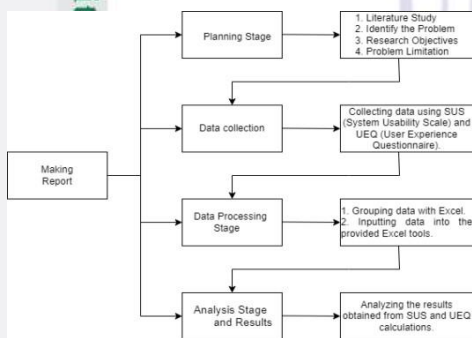 Planning Stage
1. Literature Study
2. Identify the Problem
3. Research Objectives
4. Problem Limitation
Data collection
Collecting data using SUS
(System Usability Scale) and
UEQ (User Experience
Questionnaire).
Making
Report
Data Processing
Stage
1. Grouping data with Excel.
2. Inputting data into the
provided Excel tools.
Analysis Stage
and Results
Analyzing the results
obtained from SUS and UEQ
calculations.